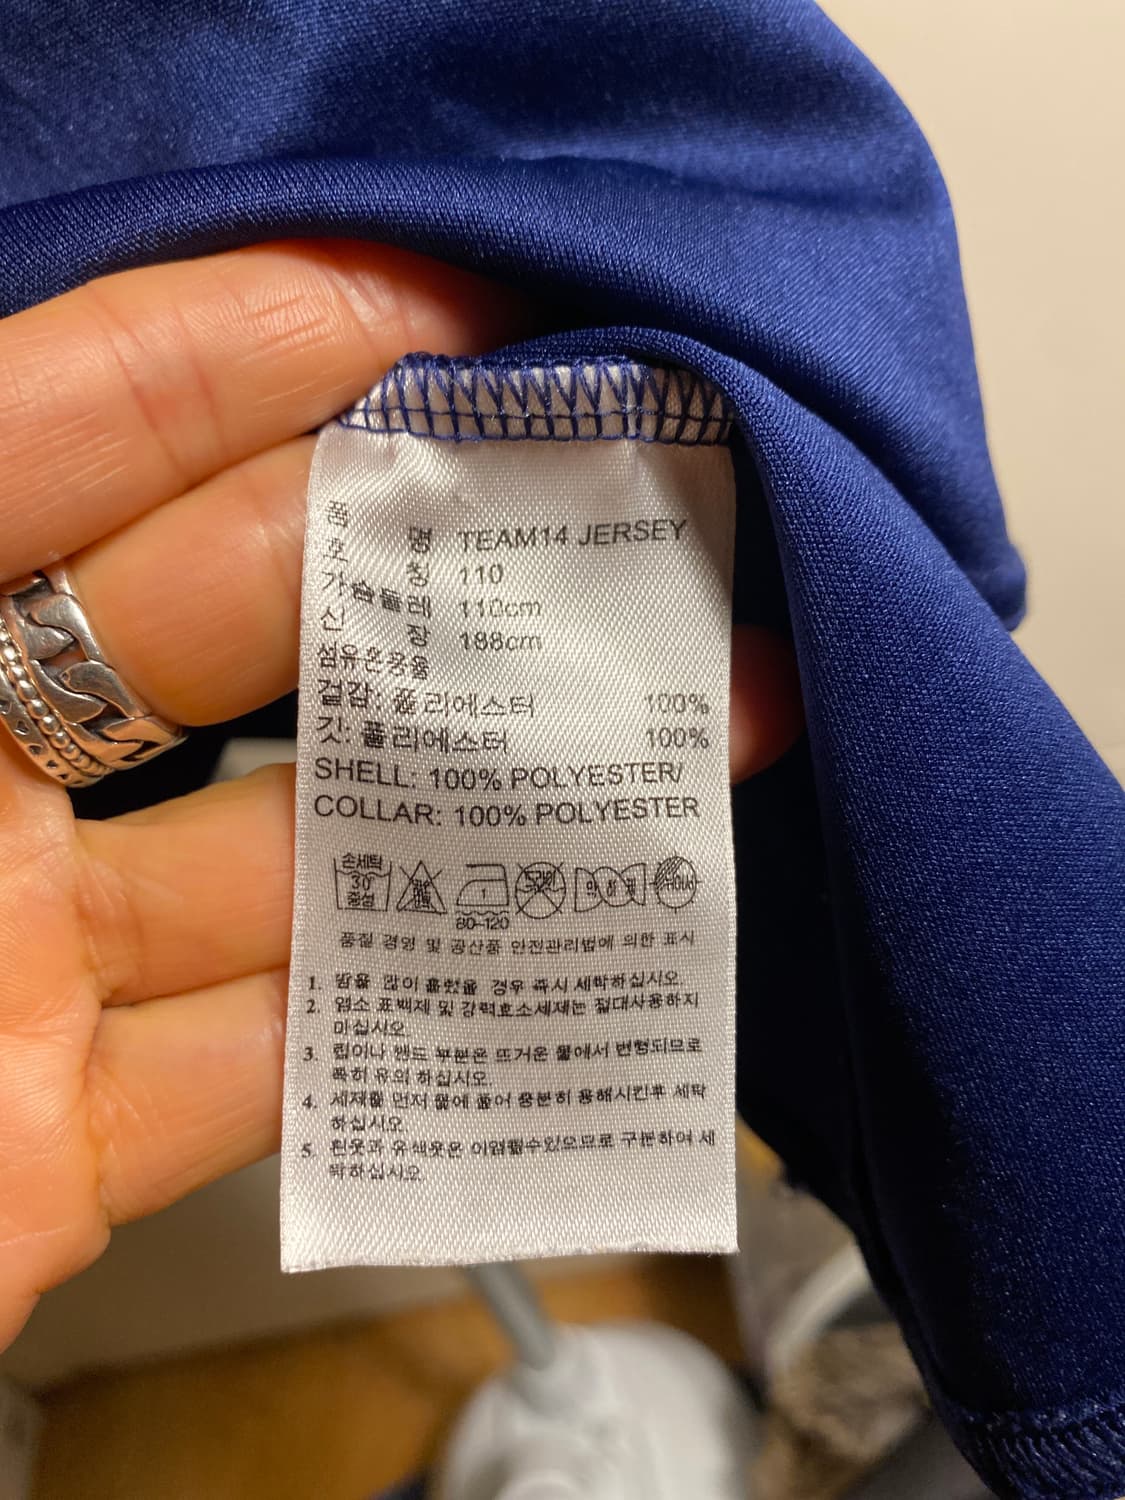 품 명 TEAM14 JERSEY
호 칭 110
가슴둘레 110cm
신 장 188cm
섬유혼용율
겉감: 폴리에스터 100%
깃: 폴리에스터 100%
SHELL: 100% POLYESTER/
COLLAR: 100% POLYESTER
손세탁
30
중성
1
80~120
품질 경영 및 공산품 안전관리법에 의한 표시
1. 땀을 많이 흘렸을 경우 즉시 세탁하십시오.
2. 염소 표백제 및 강력효소세제는 절대사용하지
마십시오.
3. 립이나 밴드 부분은 뜨거운 물에서 변형되므로
특히 유의 하십시오.
4. 세제를 먼저 물에 풀어 충분히 용해시킨후 세탁
하십시오.
5. 흰옷과 유색옷은 이염될수있으므로 구분하여 세
탁하십시오.